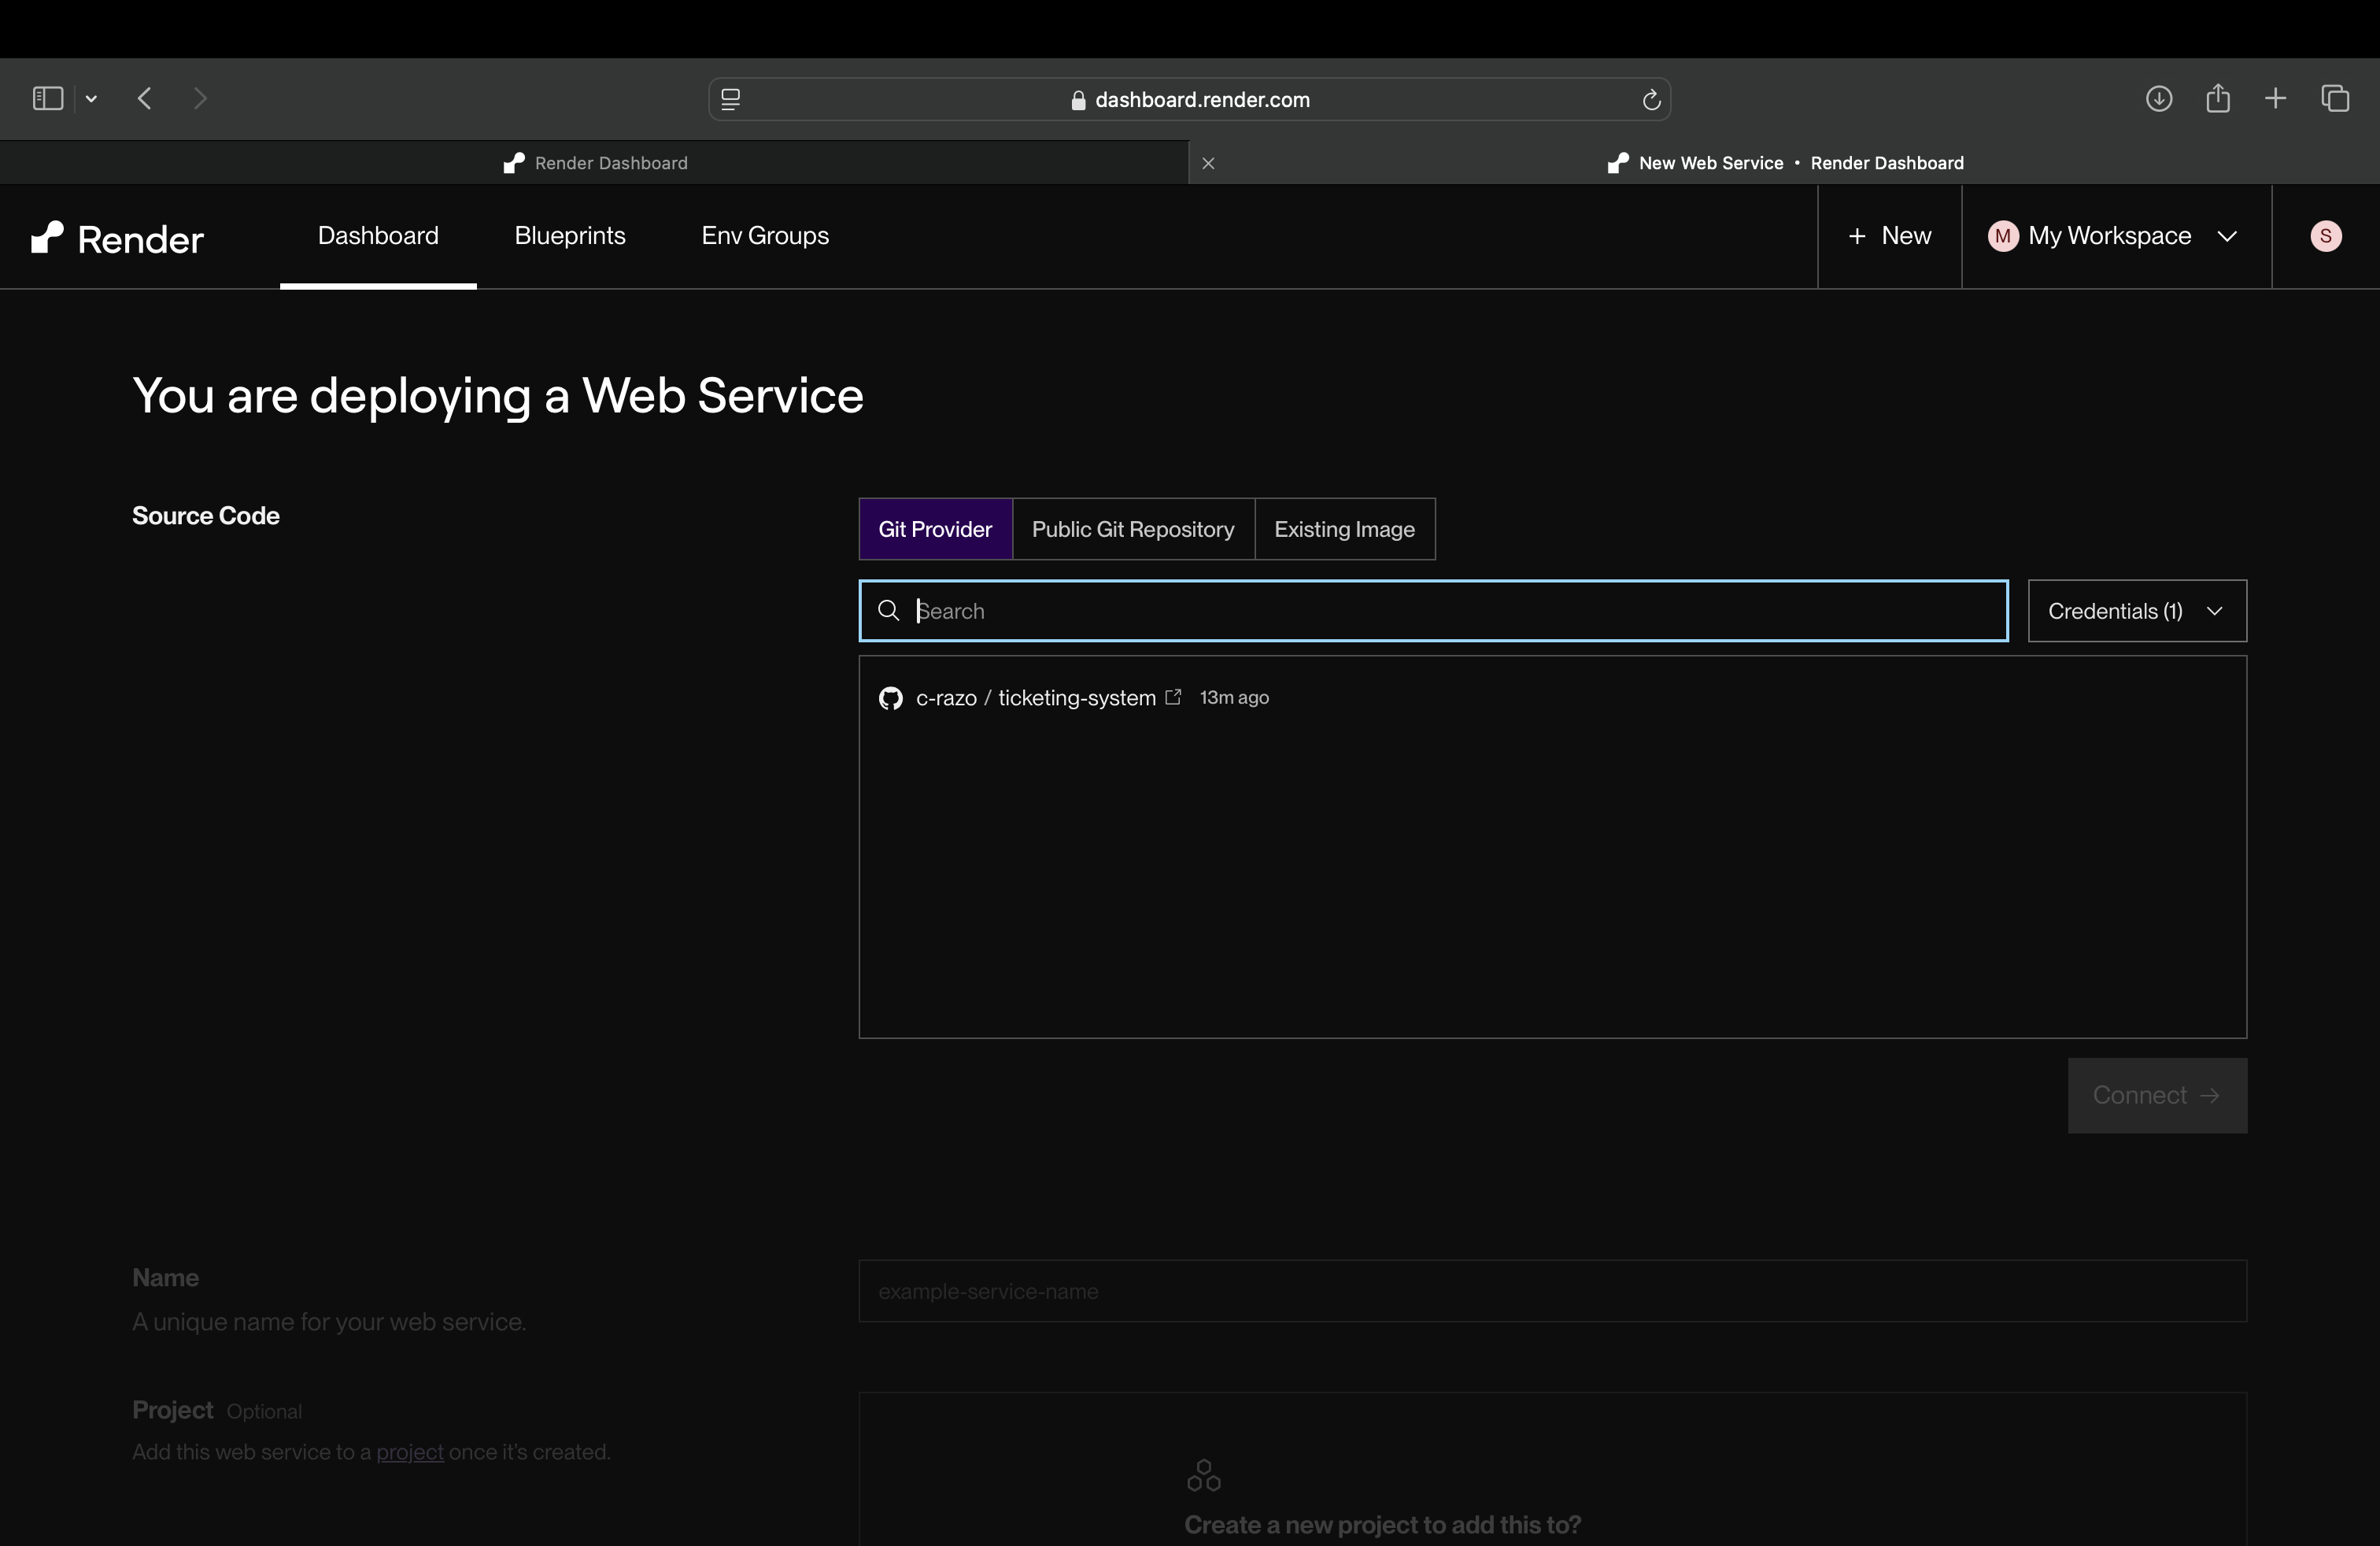 dashboard.render.com
Render Dashboard
New Web Service • Render Dashboard
Render
Dashboard
Blueprints
Env Groups
+ New
M My Workspace
S
You are deploying a Web Service
Source Code
Git Provider
Public Git Repository
Existing Image
Search
Credentials (1)
c-razo / ticketing-system 13m ago
Connect →
Name
A unique name for your web service.
example-service-name
Project Optional
Add this web service to a project once it's created.
Create a new project to add this to?